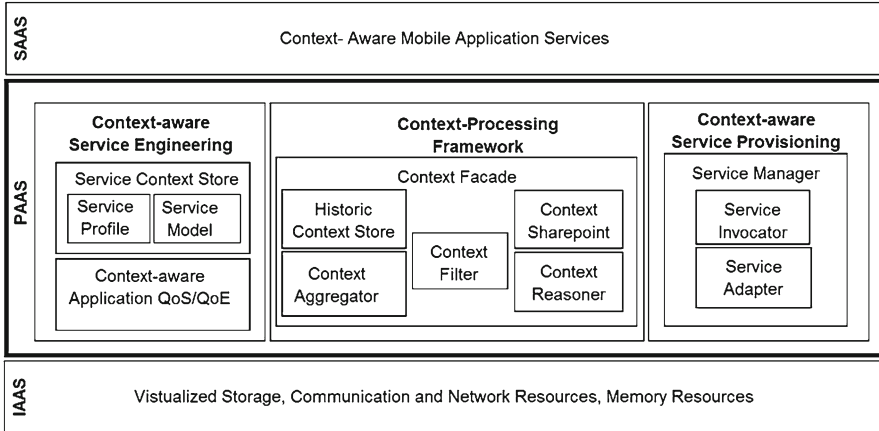 SAAS
Context- Aware Mobile Application Services
PAAS
Context-aware
Service Engineering
Service Context Store
Service
Profile
Service
Model
Context-aware
Application QoS/QoE
Context-Processing
Framework
Context Facade
Historic
Context Store
Context
Aggregator
Context
Filter
Context
Sharepoint
Context
Reasoner
Context-aware
Service Provisioning
Service Manager
Service
Invocator
Service
Adapter
IAAS
Vistualized Storage, Communication and Network Resources, Memory Resources